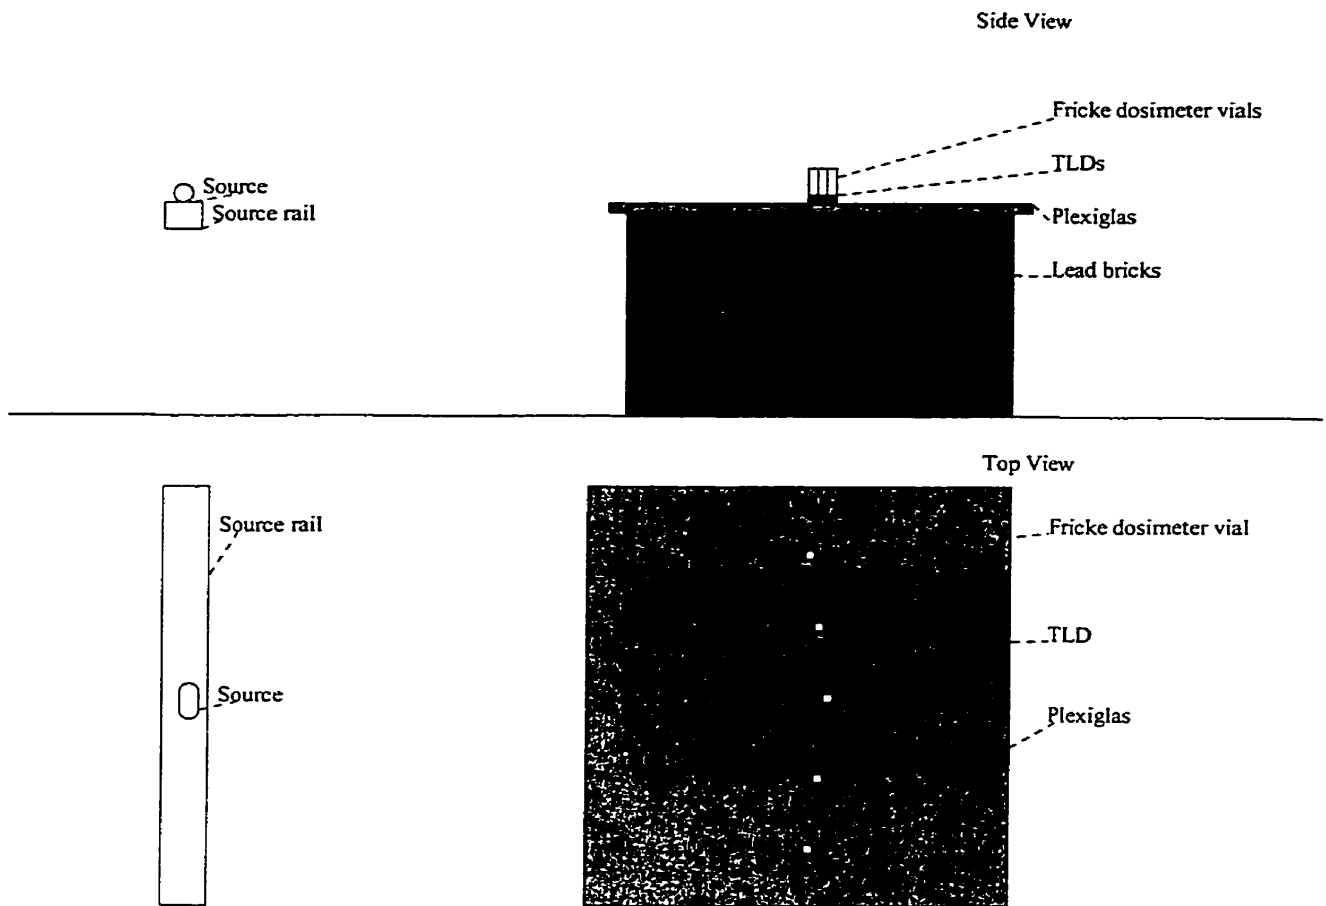 Side View
Fricke dosimeter vials
TLDs
Source
Source rail
Plexiglas
Lead bricks
Top View
Source rail
Fricke dosimeter vial
TLD
Source
Plexiglas